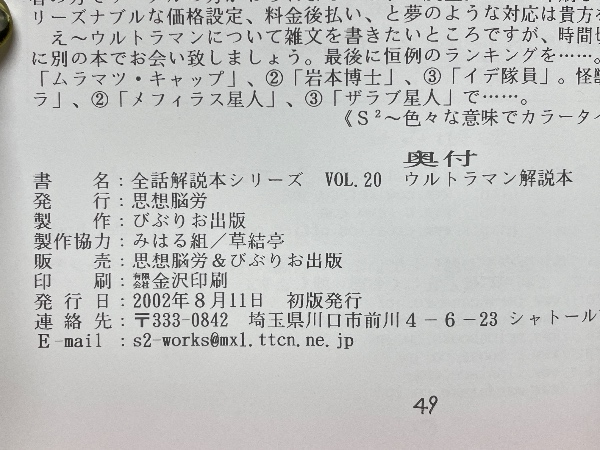 リーズナブルな価格設定、料金後払い、と夢のような対応は貴方を
え〜ウルトラマンについて雑文を書きたいところですが、時間切
に別の本でお会い致しましょう。最後に恒例のランキングを……。
「ムラマツ・キャップ」、②「岩本博士」、③「イデ隊員」。怪獣
ラ」、②「メフィラス星人」、③「ザラブ星人」で……。
《S²〜色々な意味でカラータイ
奥付
書名：全話解説本シリーズ VOL.20 ウルトラマン解説本
発行：思想脳労
製作：びぶりお出版
製作協力：みはる組／草結亭
販売：思想脳労＆びぶりお出版
印刷：有限会社金沢印刷
発行日：2002年8月11日 初版発行
連絡先：〒333-0842 埼玉県川口市前川4－6－23 シャトール
E-mail：s2-works@mx1.ttcn.ne.jp
49